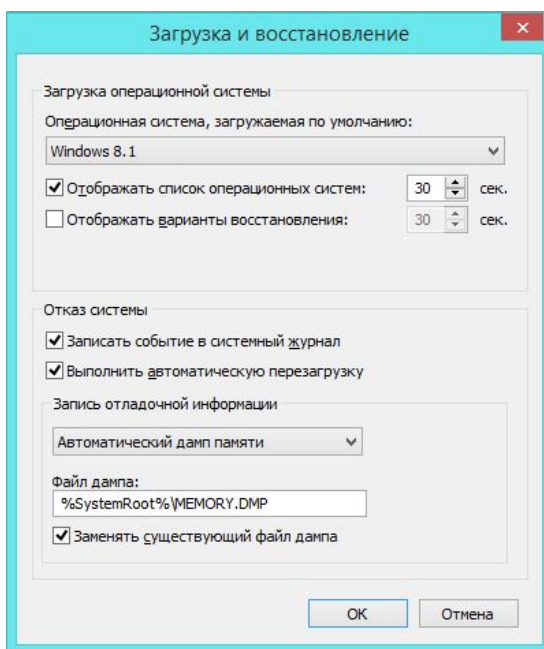 Загрузка и восстановление
Загрузка операционной системы
Операционная система, загружаемая по умолчанию:
Windows 8.1
Отображать список операционных систем: 30 сек.
Отображать варианты восстановления: 30 сек.
Отказ системы
Записать событие в системный журнал
Выполнить автоматическую перезагрузку
Запись отладочной информации
Автоматический дамп памяти
Файл дампа:
%SystemRoot%\MEMORY.DMP
Заменять существующий файл дампа
OK Отмена